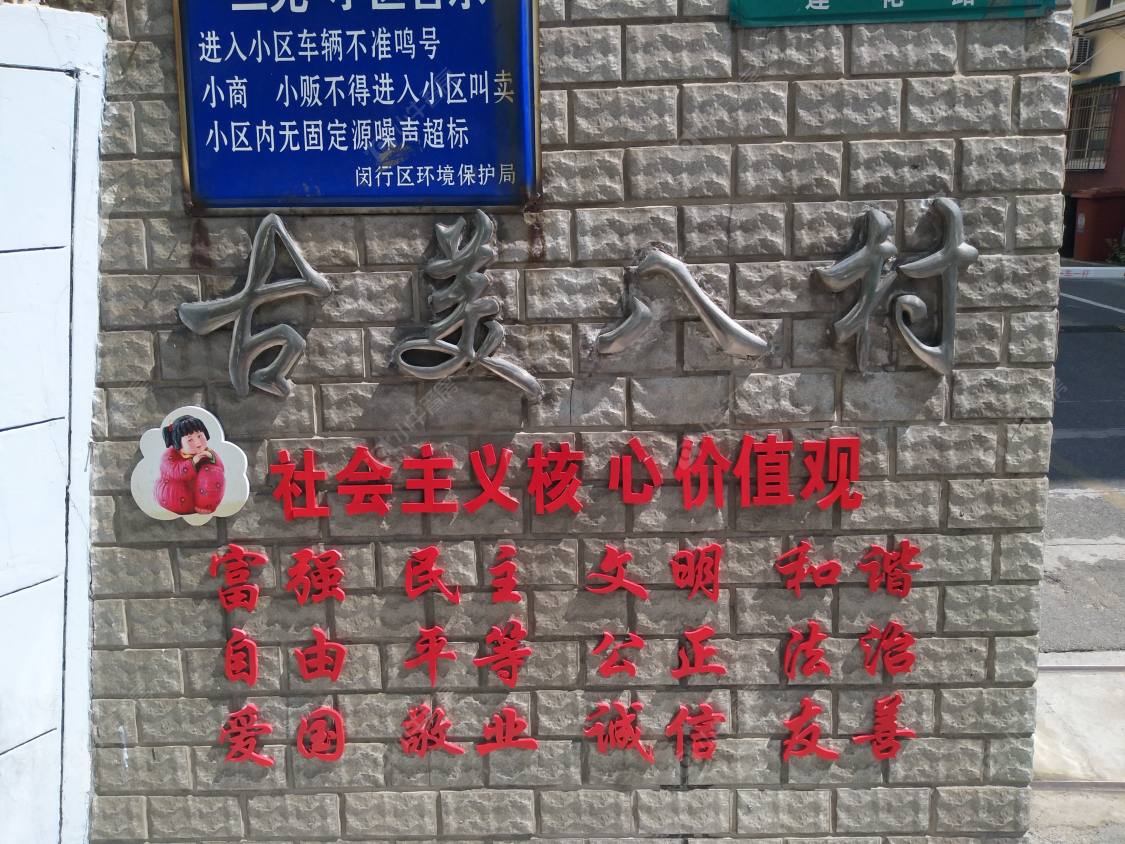 进入小区车辆不准鸣号
小商 小贩不得进入小区叫卖
小区内无固定源噪声超标
闵行区环境保护局
古美八村
社会主义核心价值观
富强 民主 文明 和谐
自由 平等 公正 法治
爱国 敬业 诚信 友善